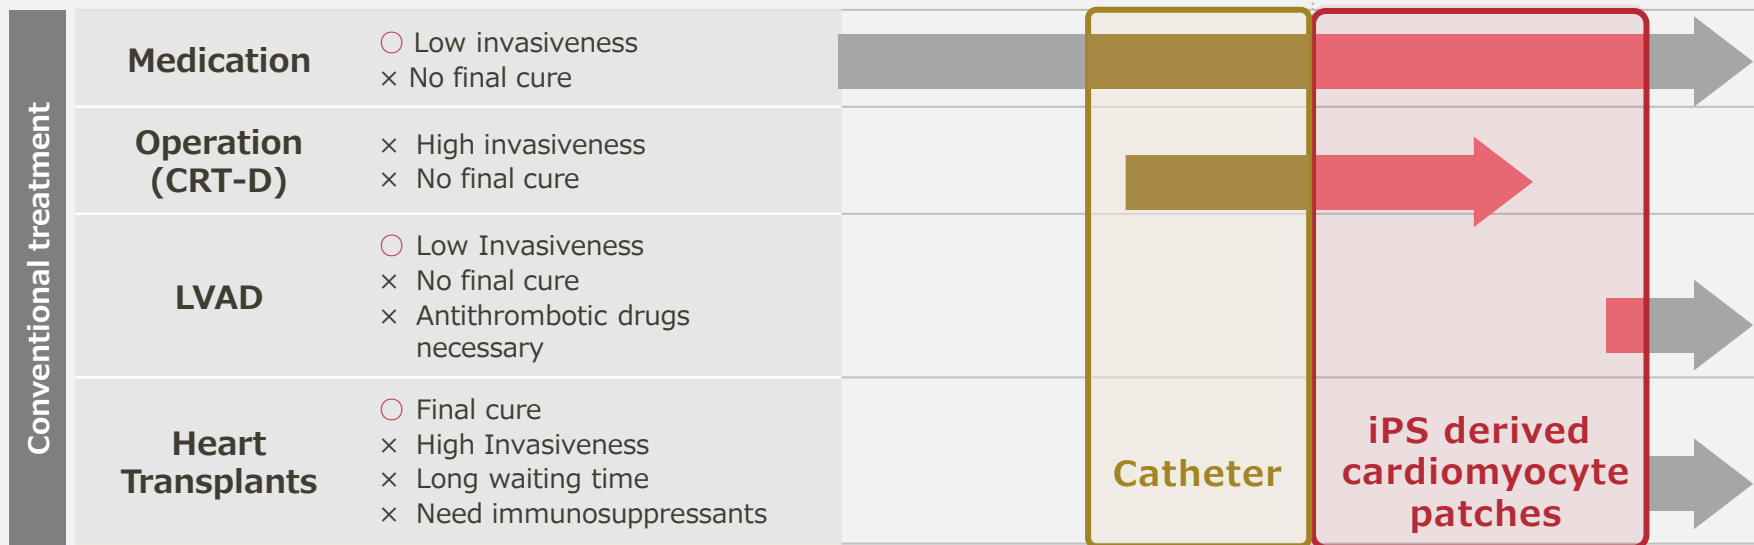 Conventional treatment
Medication
○ Low invasiveness
× No final cure
Operation
(CRT-D)
× High invasiveness
× No final cure
LVAD
○ Low Invasiveness
× No final cure
× Antithrombotic drugs
necessary
Heart
Transplants
○ Final cure
× High Invasiveness
× Long waiting time
× Need immunosuppressants
Catheter
iPS derived
cardiomyocyte
patches